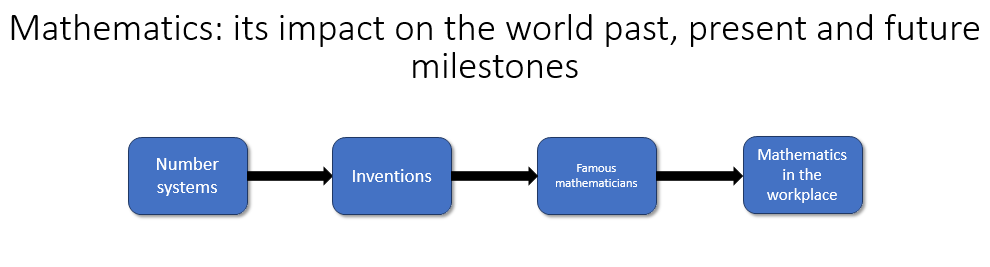 Mathematics: its impact on the world past, present and future
milestones
Number
systems
Inventions
Famous
mathematicians
Mathematics
in the
workplace